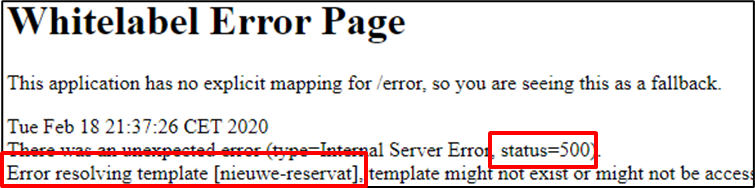 Whitelabel Error Page
This application has no explicit mapping for /error, so you are seeing this as a fallback.
Tue Feb 18 21:37:26 CET 2020
There was an unexpected error (type=Internal Server Error, status=500).
Error resolving template [nieuwe-reservat], template might not exist or might not be acces